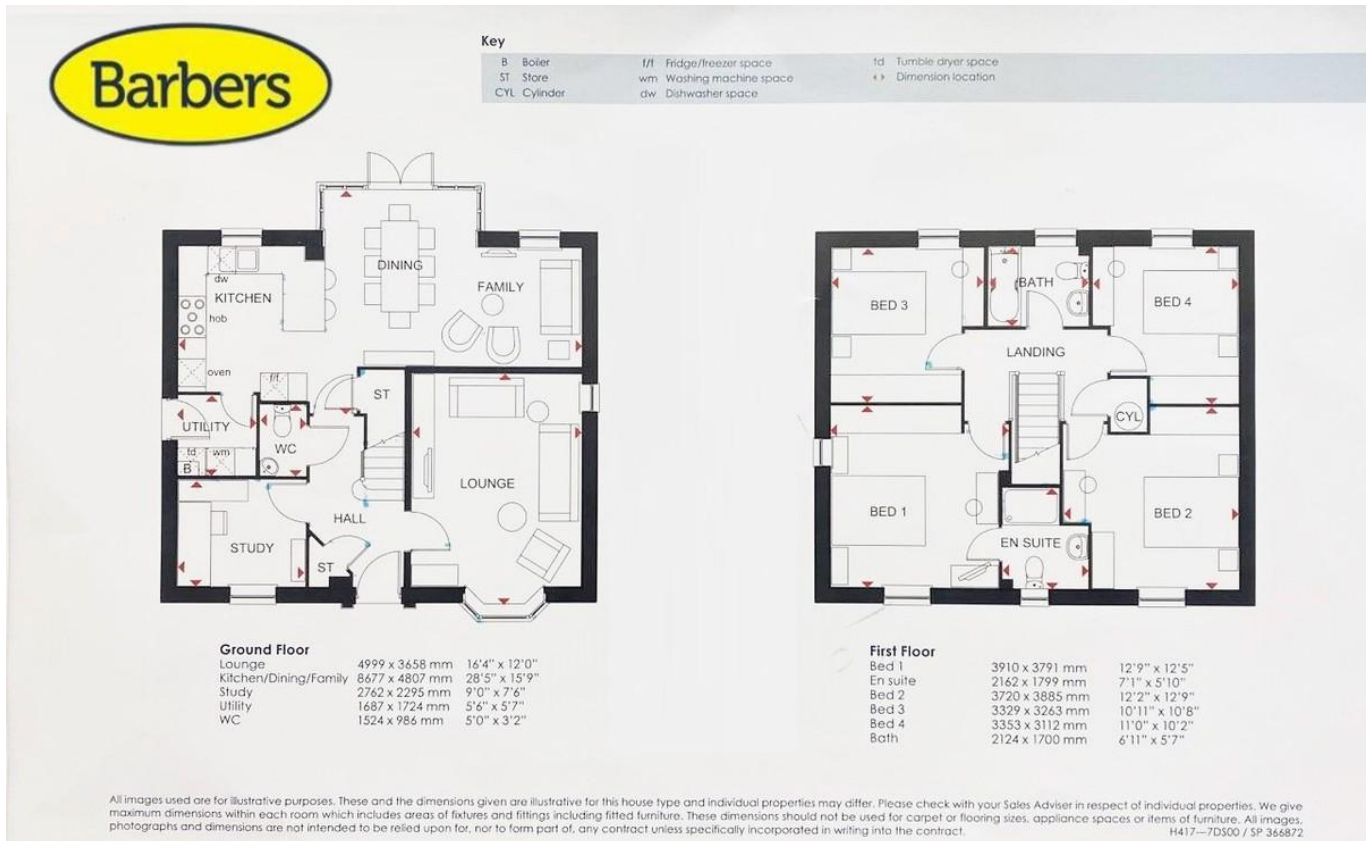 Barbers
Key
B Boiler
ST Store
CYL Cylinder
f/f Fridge/freezer space
wm Washing machine space
dw Dishwasher space
td Tumble dryer space
Dimension location
DINING
KITCHEN
FAMILY
dw
hob
oven
f/f
ST
UTILITY
td wm
B
WC
LOUNGE
HALL
STUDY
ST
BED 3
BATH
BED 4
LANDING
CYL
BED 1
BED 2
EN SUITE
Ground Floor
Lounge 4999 x 3658 mm 16'4" x 12'0"
Kitchen/Dining/Family 8677 x 4807 mm 28'5" x 15'9"
Study 2762 x 2295 mm 9'0" x 7'6"
Utility 1687 x 1724 mm 5'6" x 5'7"
WC 1524 x 986 mm 5'0" x 3'2"
First Floor
Bed 1 3910 x 3791 mm 12'9" x 12'5"
En suite 2162 x 1799 mm 7'1" x 5'10"
Bed 2 3720 x 3885 mm 12'2" x 12'9"
Bed 3 3329 x 3263 mm 10'11" x 10'8"
Bed 4 3353 x 3112 mm 11'0" x 10'2"
Bath 2124 x 1700 mm 6'11" x 5'7"
All images used are for illustrative purposes. These and the dimensions given are illustrative for this house type and individual properties may differ. Please check with your Sales Adviser in respect of individual properties. We give
maximum dimensions within each room which includes areas of fixtures and fittings including fitted furniture. These dimensions should not be used for carpet or flooring sizes, appliance spaces or items of furniture. All images,
photographs and dimensions are not intended to be relied upon for, nor to form part of, any contract unless specifically incorporated in writing into the contract.
H417---7DS00 / SP 366872